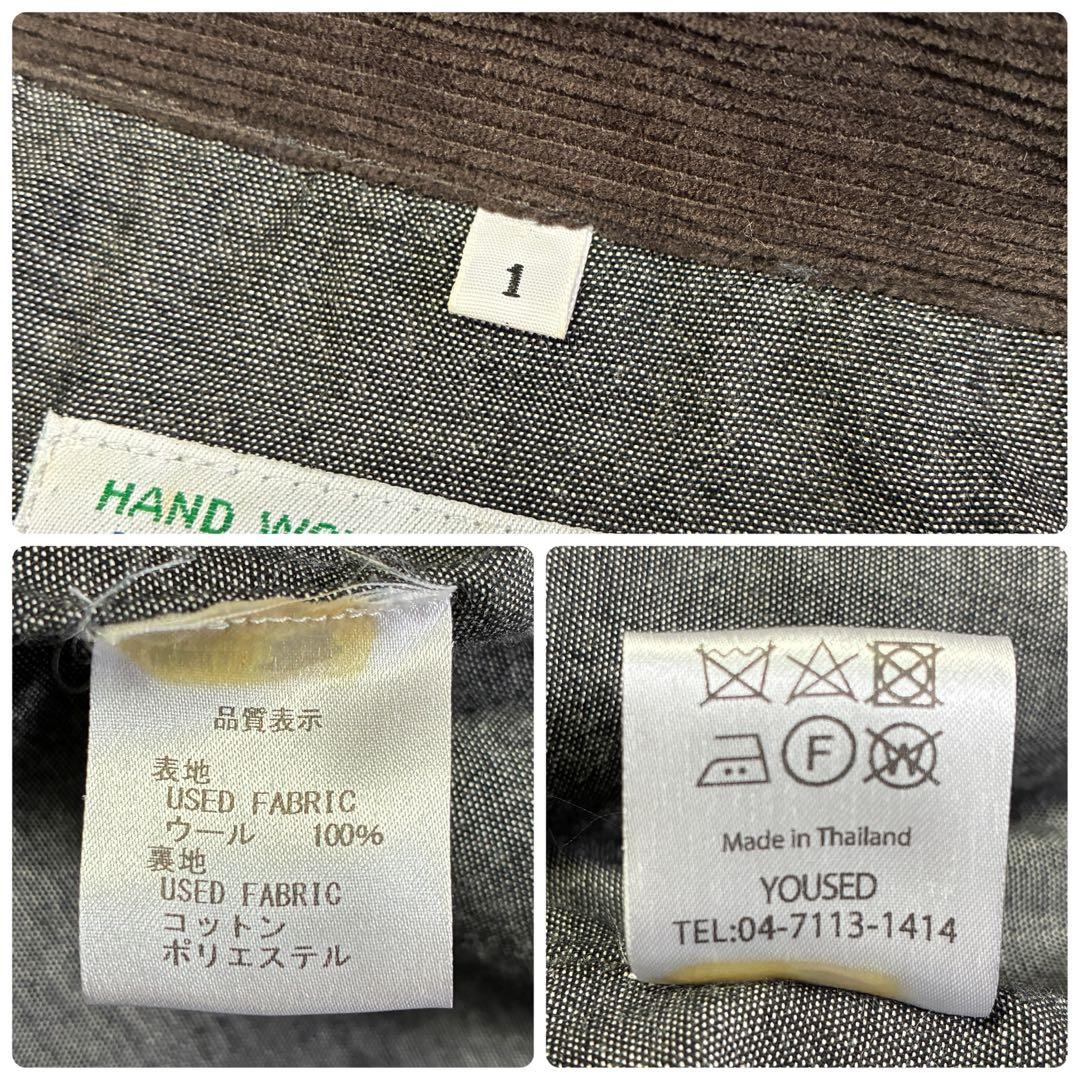 1
HAND
品質表示
表地
USED FABRIC
ウール 100%
裏地
USED FABRIC
コットン
ポリエステル
F
W
Made in Thailand
YOUSED
TEL:04-7113-1414